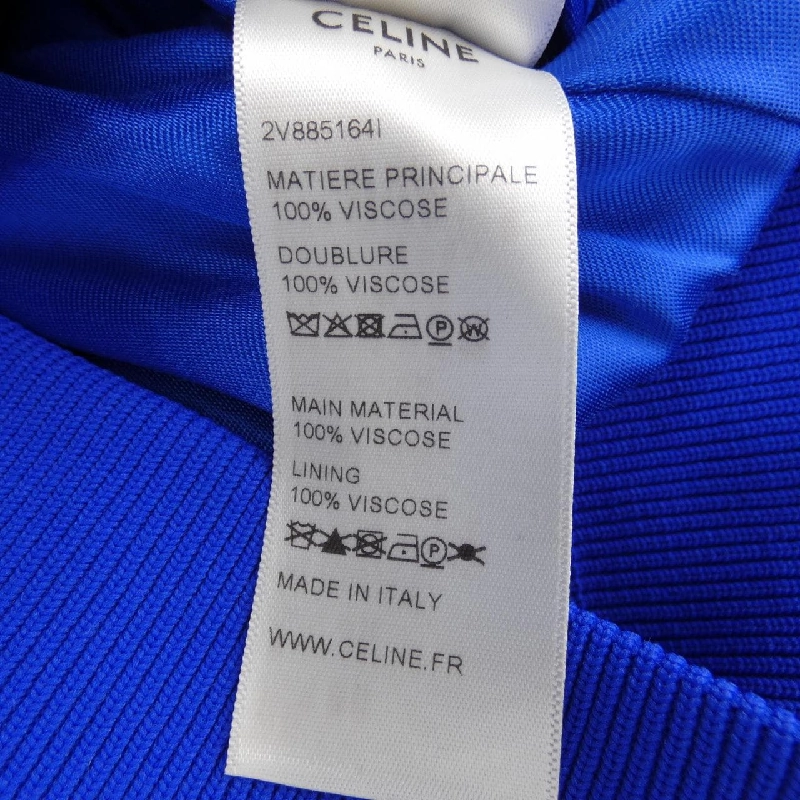 CELINE
PARIS
2V885164I
MATIERE PRINCIPALE
100% VISCOSE
DOUBLURE
100% VISCOSE
P W
MAIN MATERIAL
100% VISCOSE
LINING
100% VISCOSE
P
MADE IN ITALY
WWW.CELINE.FR